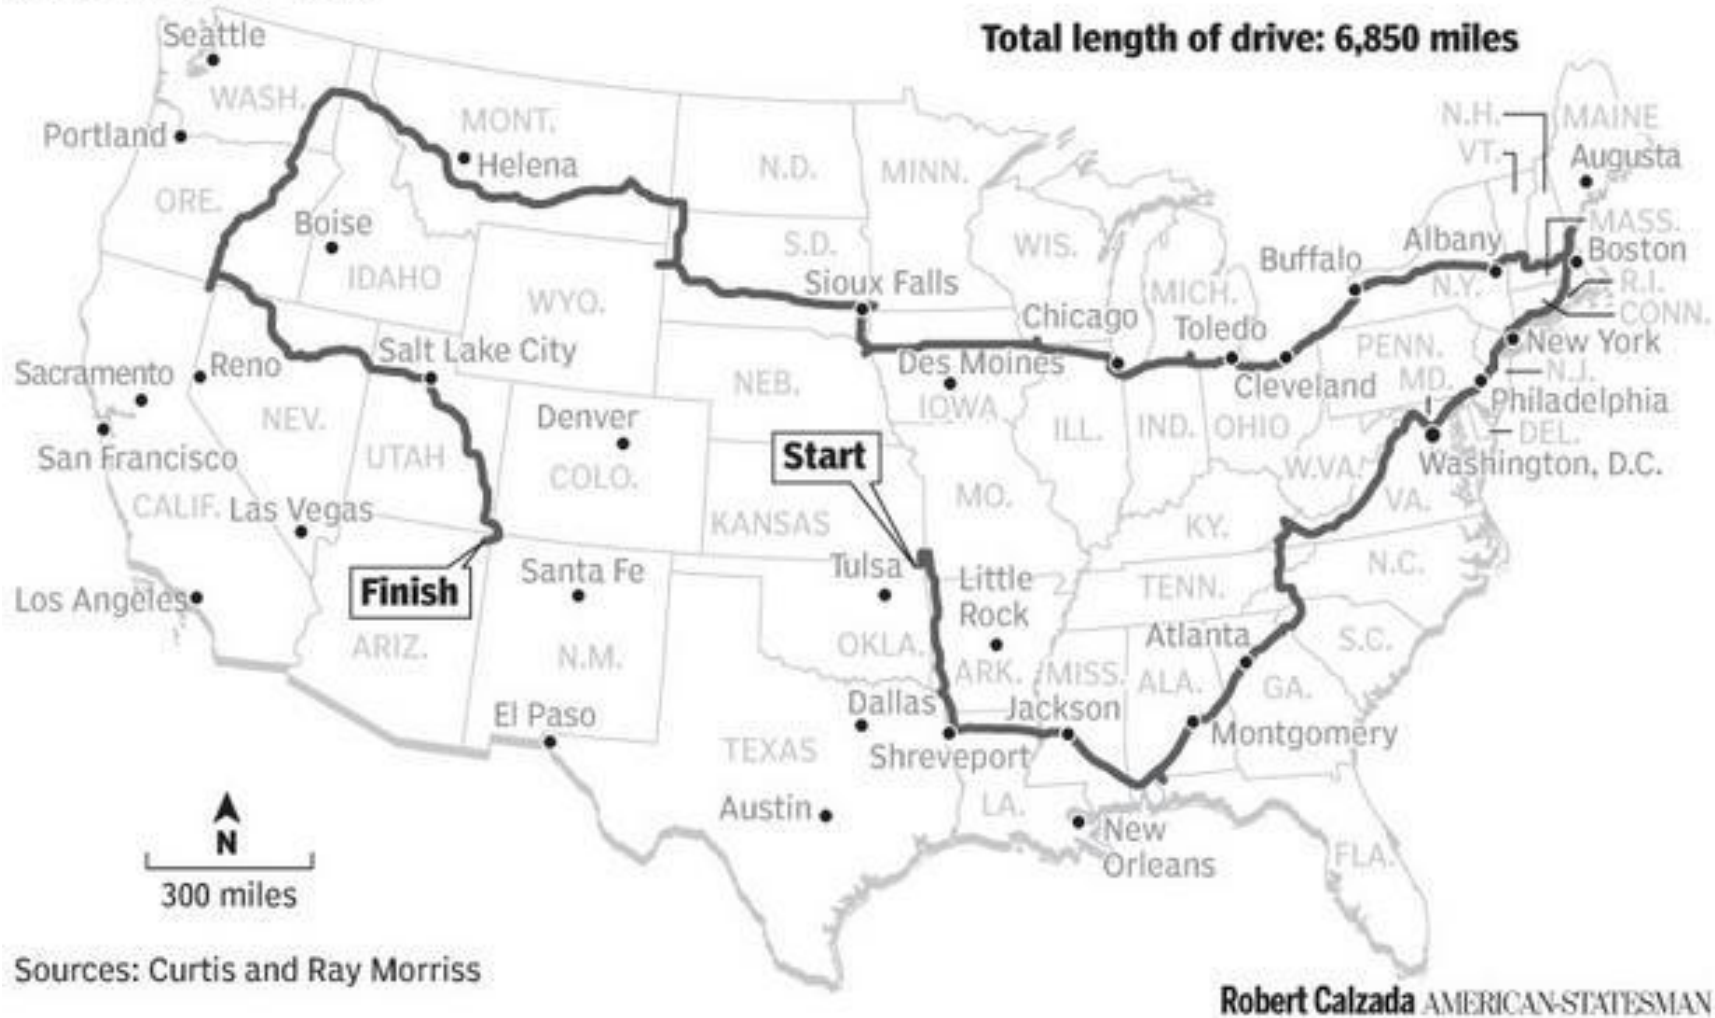 Total length of drive: 6,850 miles
Seattle
WASH.
Portland
ORE.
MONT.
Helena
Boise
IDAHO
N.D.
MINN.
S.D.
Sioux Falls
WYO.
WIS.
MICH.
N.H.
VT.
MAINE
Augusta
MASS.
Boston
Albany
Buffalo
N.Y.
R.I.
CONN.
Chicago
Toledo
Cleveland
PENN.
New York
N.J.
MD.
Philadelphia
DEL.
Washington, D.C.
Sacramento
Reno
Salt Lake City
San Francisco
NEV.
UTAH
CALIF.
Las Vegas
Los Angeles
NEB.
Des Moines
IOWA
Denver
COLO.
Start
ILL.
IND.
OHIO
W.VA.
VA.
KANSAS
MO.
KY.
N.C.
Finish
Santa Fe
Tulsa
Little
Rock
TENN.
ARIZ.
N.M.
OKLA.
ARK.
MISS.
ALA.
Atlanta
S.C.
GA.
El Paso
TEXAS
Dallas
Shreveport
Jackson
Montgomery
Austin
LA.
New
Orleans
FLA.
N
300 miles
Sources: Curtis and Ray Morriss
Robert Calzada AMERICAN-STATESMAN